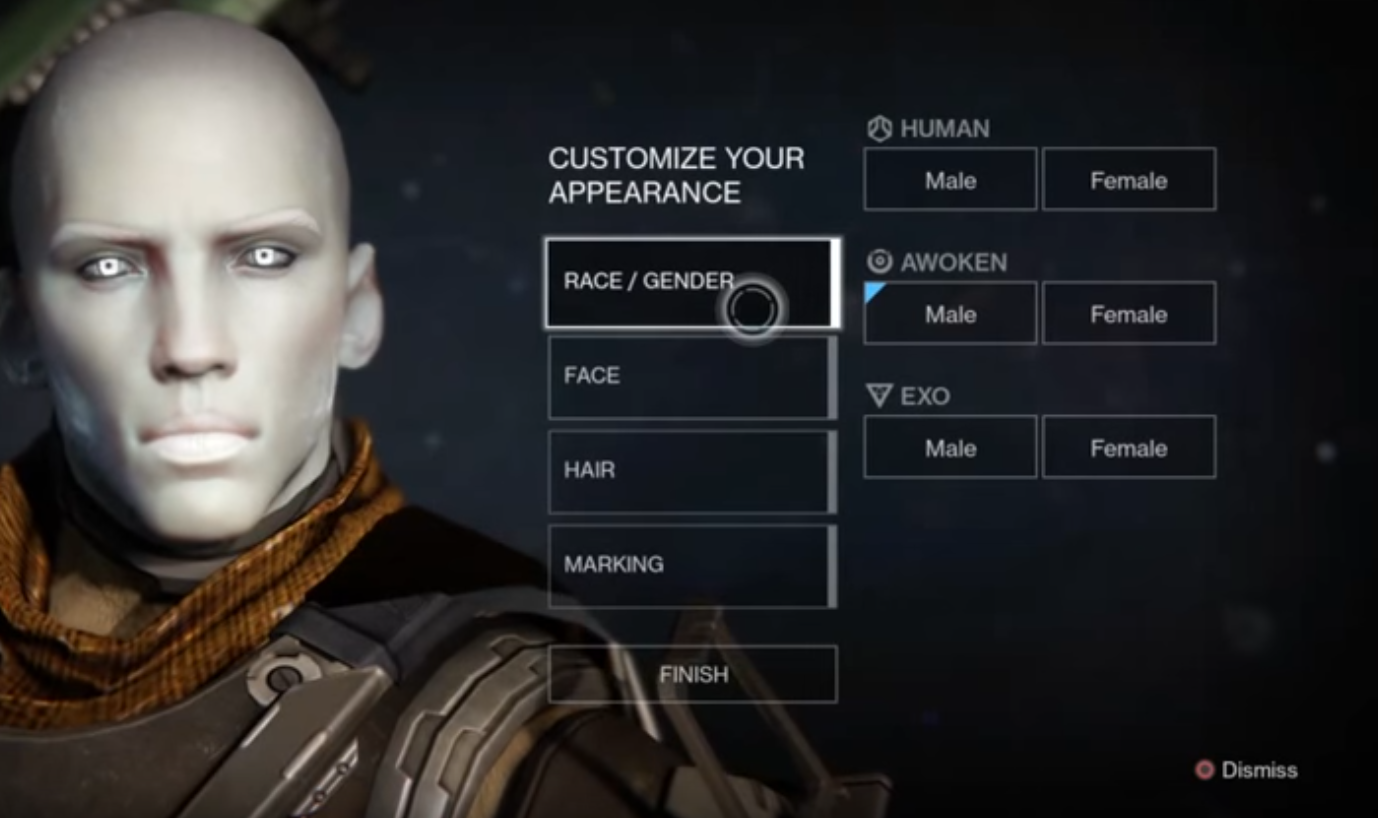 CUSTOMIZE YOUR
APPEARANCE
RACE / GENDER
FACE
HAIR
MARKING
FINISH
HUMAN
Male Female
AWOKEN
Male Female
EXO
Male Female
Dismiss